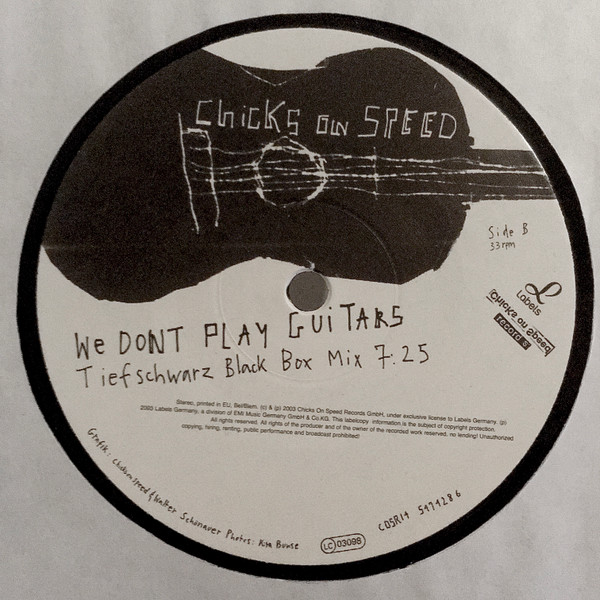 Chicks on SPEED
Side B
33 rpm
Labels
Chicks on Speed
records
We DONT PLAY GUITARS
Tiefschwarz Black Box Mix 7.25
Stereo, printed in EU, Biel/Biem. (c) & (p) 2003 Chicks On Speed Records GmbH, under exclusive license to Labels Germany. (p)
2003 Labels Germany, a division of EMI Music Germany GmbH & Co.KG. This labelcopy information is the subject of copyright protection.
All rights reserved. All rights of the producer and of the owner of the recorded work reserved, no lending! Unauthorized
copying, hiring, renting, public performance and broadcast prohibited!
Grafik: Chicks on Speed & Walter Schönauer Photos: Kira Bunse
LC 03098
COSR14 5471286